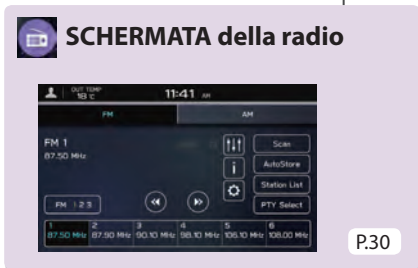 SCHERMATA della radio
OUT TEMP
18°C
11:41 AM
FM AM
FM 1
87.50 MHz
Scan
AutoStore
Station List
FM 1 2 3
PTY Select
1 2 3 4 5 6
87.50 MHz 87.50 MHz 90.10 MHz 98.10 MHz 106.10 MHz 108.00 MHz
P.30